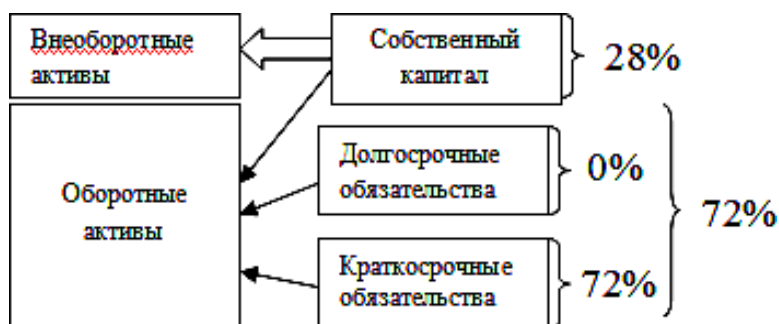 Внеоборотные
активы
Собственный
капитал
28%
Оборотные
активы
Долгосрочные
обязательства
0%
72%
Краткосрочные
обязательства
72%